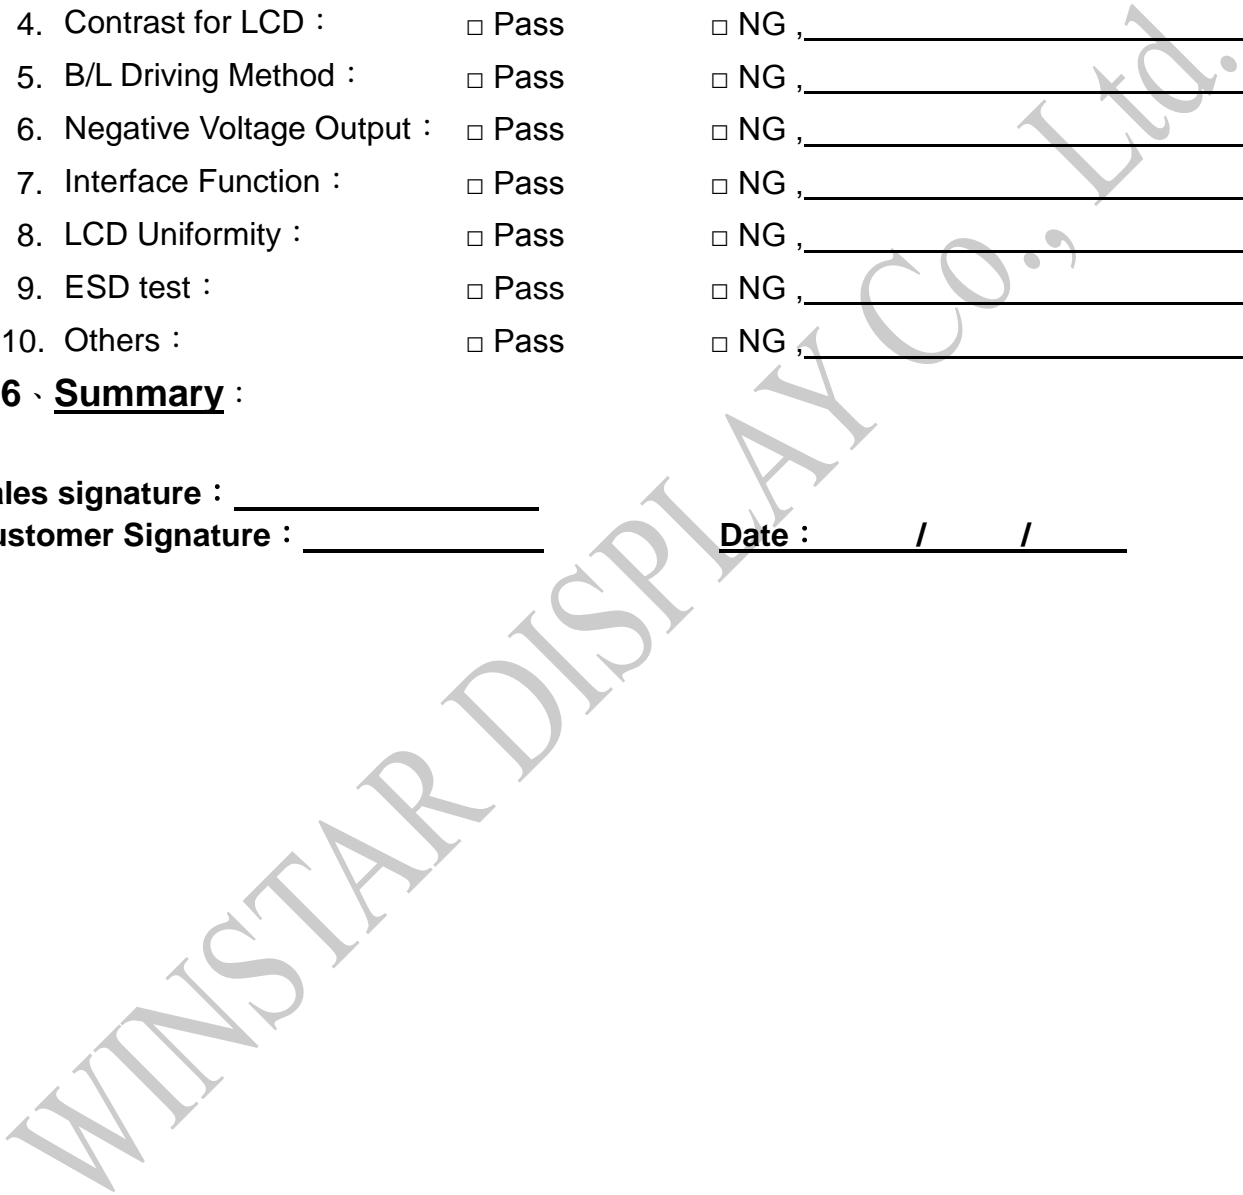 4. Contrast for LCD： □ Pass □ NG ,
5. B/L Driving Method： □ Pass □ NG ,
6. Negative Voltage Output： □ Pass □ NG ,
7. Interface Function： □ Pass □ NG ,
8. LCD Uniformity： □ Pass □ NG ,
9. ESD test： □ Pass □ NG ,
10. Others： □ Pass □ NG ,
6、Summary：
ales signature：
ustomer Signature： Date： / /
WINSTAR DISPLAY Co., Ltd.